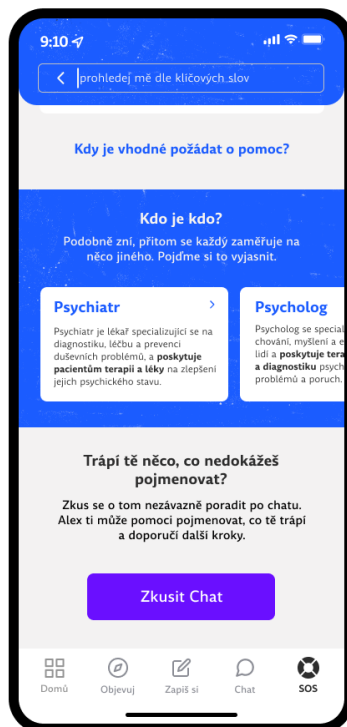 9:10
prohledej mě dle klíčových slov
Kdy je vhodné požádat o pomoc?
Kdo je kdo?
Podobně zní, přitom se každý zaměřuje na
něco jiného. Pojďme si to vyjasnit.
Psychiatr
Psychiatr je lékař specializující se na
diagnostiku, léčbu a prevenci
duševních problémů, a poskytuje
pacientům terapii a léky na zlepšení
jejich psychického stavu.
Psycholog
Psycholog se special
chování, myšlení a e
lidí a poskytuje tera
a diagnostiku psych
problémů a poruch.
Trápí tě něco, co nedokážeš
pojmenovat?
Zkus se o tom nezávazně poradit po chatu.
Alex ti může pomoci pojmenovat, co tě trápí
a doporučí další kroky.
Zkusit Chat
Domů
Objevuj
Zapiš si
Chat
SOS